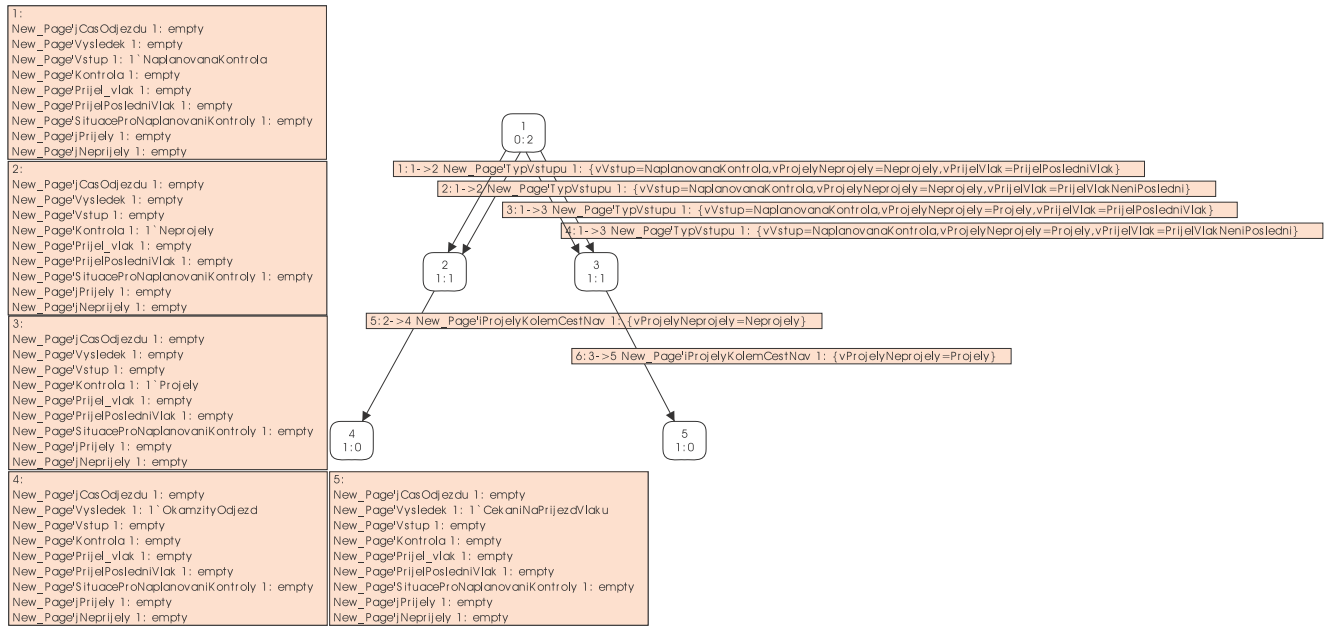 1:
New_Page'jCasOdjezdu 1: empty
New_Page'Vysledek 1: empty
New_Page'Vstup 1: 1`NaplanovanaKontrola
New_Page'Kontrola 1: empty
New_Page'Prijel_vlak 1: empty
New_Page'PrijelPosledniVlak 1: empty
New_Page'SituaceProNaplanovaniKontroly 1: empty
New_Page'jPrijely 1: empty
New_Page'jNeprijely 1: empty
2:
New_Page'jCasOdjezdu 1: empty
New_Page'Vysledek 1: empty
New_Page'Vstup 1: empty
New_Page'Kontrola 1: 1`Neprojely
New_Page'Prijel_vlak 1: empty
New_Page'PrijelPosledniVlak 1: empty
New_Page'SituaceProNaplanovaniKontroly 1: empty
New_Page'jPrijely 1: empty
New_Page'jNeprijely 1: empty
3:
New_Page'jCasOdjezdu 1: empty
New_Page'Vysledek 1: empty
New_Page'Vstup 1: empty
New_Page'Kontrola 1: 1`Projely
New_Page'Prijel_vlak 1: empty
New_Page'PrijelPosledniVlak 1: empty
New_Page'SituaceProNaplanovaniKontroly 1: empty
New_Page'jPrijely 1: empty
New_Page'jNeprijely 1: empty
4:
New_Page'jCasOdjezdu 1: empty
New_Page'Vysledek 1: 1`OkamzityOdjezd
New_Page'Vstup 1: empty
New_Page'Kontrola 1: empty
New_Page'Prijel_vlak 1: empty
New_Page'PrijelPosledniVlak 1: empty
New_Page'SituaceProNaplanovaniKontroly 1: empty
New_Page'jPrijely 1: empty
New_Page'jNeprijely 1: empty
5:
New_Page'jCasOdjezdu 1: empty
New_Page'Vysledek 1: 1`CekaniNaPrijezdVlaku
New_Page'Vstup 1: empty
New_Page'Kontrola 1: empty
New_Page'Prijel_vlak 1: empty
New_Page'PrijelPosledniVlak 1: empty
New_Page'SituaceProNaplanovaniKontroly 1: empty
New_Page'jPrijely 1: empty
New_Page'jNeprijely 1: empty
1
0:2
1:1->2 New_Page'TypVstupu 1: {vVstup=NaplanovanaKontrola,vProjelyNeprojely=Neprojely,vPrijelVlak=PrijelPosledniVlak}
2:1->2 New_Page'TypVstupu 1: {vVstup=NaplanovanaKontrola,vProjelyNeprojely=Neprojely,vPrijelVlak=PrijelVlakNeniPosledni}
3:1->3 New_Page'TypVstupu 1: {vVstup=NaplanovanaKontrola,vProjelyNeprojely=Projely,vPrijelVlak=PrijelPosledniVlak}
4:1->3 New_Page'TypVstupu 1: {vVstup=NaplanovanaKontrola,vProjelyNeprojely=Projely,vPrijelVlak=PrijelVlakNeniPosledni}
2
1:1
3
1:1
5:2->4 New_Page'iProjelyKolemCestNav 1: {vProjelyNeprojely=Neprojely}
6:3->5 New_Page'iProjelyKolemCestNav 1: {vProjelyNeprojely=Projely}
4
1:0
5
1:0